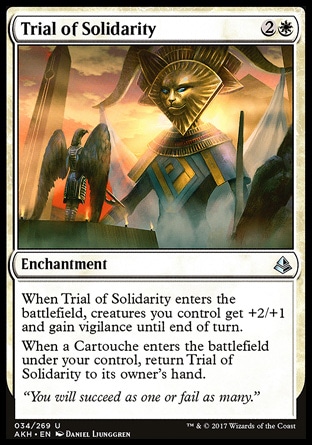 Trial of Solidarity 2
Enchantment
When Trial of Solidarity enters the
battlefield, creatures you control get +2/+1
and gain vigilance until end of turn.
When a Cartouche enters the battlefield
under your control, return Trial of
Solidarity to its owner's hand.
“You will succeed as one or fail as many.”
034/269 U
AKH • EN Daniel Ljunggren
™ & © 2017 Wizards of the Coast